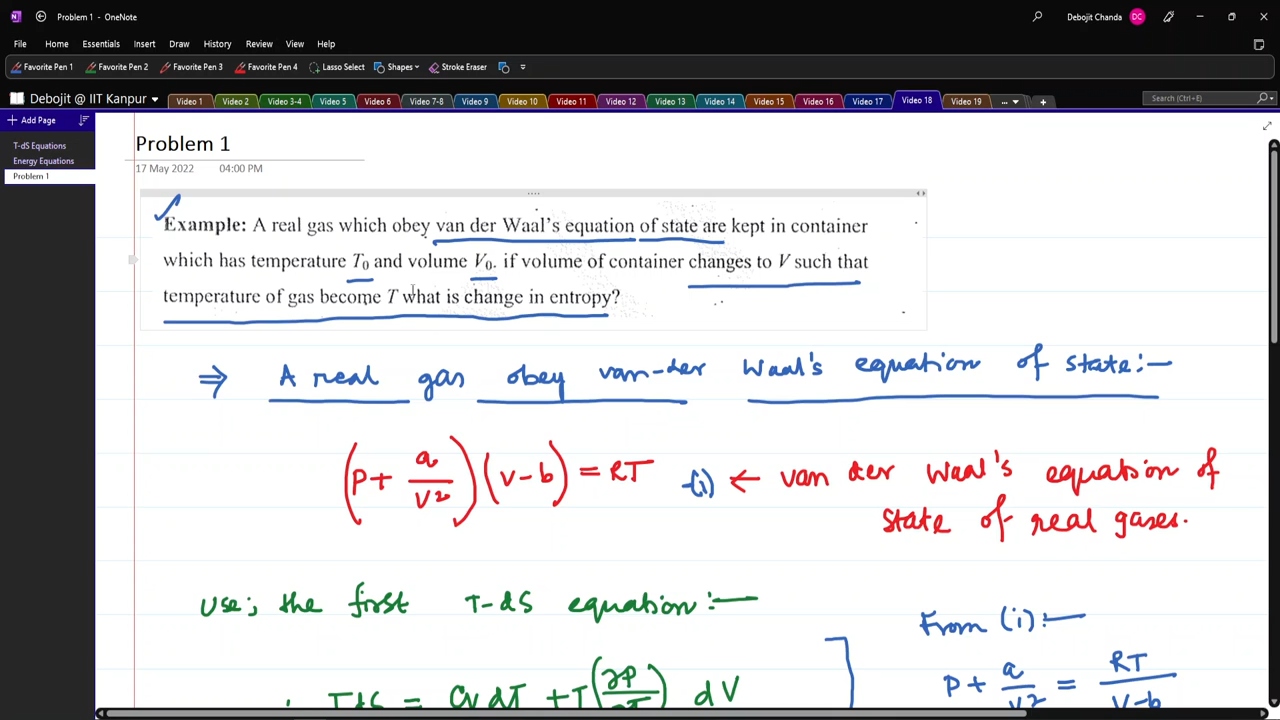 Problem 1 - OneNote
Debojit Chanda DC
File Home Essentials Insert Draw History Review View Help
Favorite Pen 1 Favorite Pen 2 Favorite Pen 3 Favorite Pen 4 Lasso Select Shapes Stroke Eraser
Debojit @ IIT Kanpur Video 1 Video 2 Video 3-4 Video 5 Video 6 Video 7-8 Video 9 Video 10 Video 11 Video 12 Video 13 Video 14 Video 15 Video 16 Video 17 Video 18 Video 19 ... Search (Ctrl+E)
Add Page
T-dS Equations
Energy Equations
Problem 1
Problem 1
17 May 2022 04:00 PM
Example: A real gas which obey van der Waal's equation of state are kept in container
which has temperature T₀ and volume V₀. if volume of container changes to V such that
temperature of gas become T what is change in entropy?
⇒ A real gas obey van-der Waal's equation of state:-
(P + a/V²)(V-b) = RT -(i) ← van der Waal's equation of
state of real gases.
Use; the first T-dS equation:-
From (i):-
TdS = Cv dT + T(∂P/∂T) dV
P + a/V² = RT/V-b